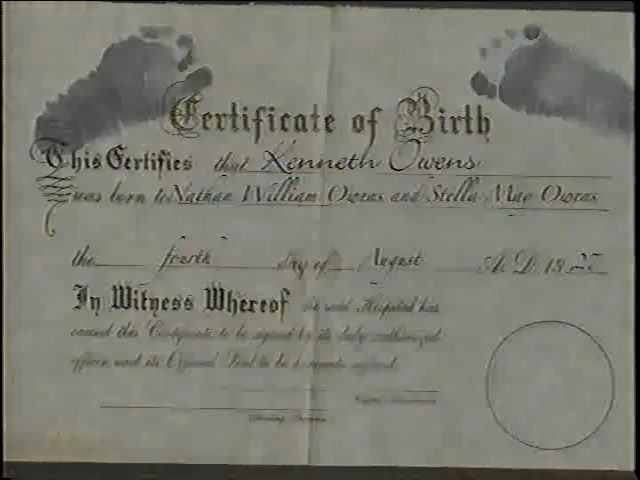 Certificate of Birth
This Certifies that Kenneth Owens
was born to Nathan William Owens and Stella May Owens
the fourth day of August A.D. 19
In Witness Whereof the said Hospital has
caused this Certificate to be signed by its duly authorized
officer and its Official Seal to be hereunto affixed.